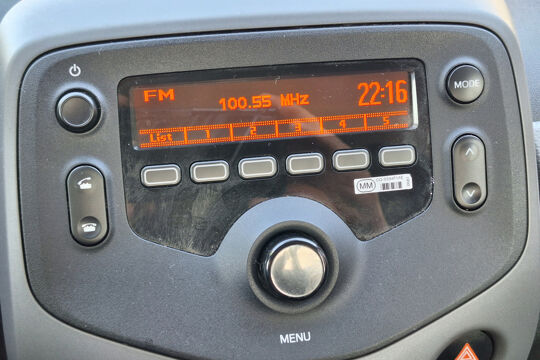 FM 22:16
100.55 MHz
MODE
List 1 2 3 4 5
MM
MENU